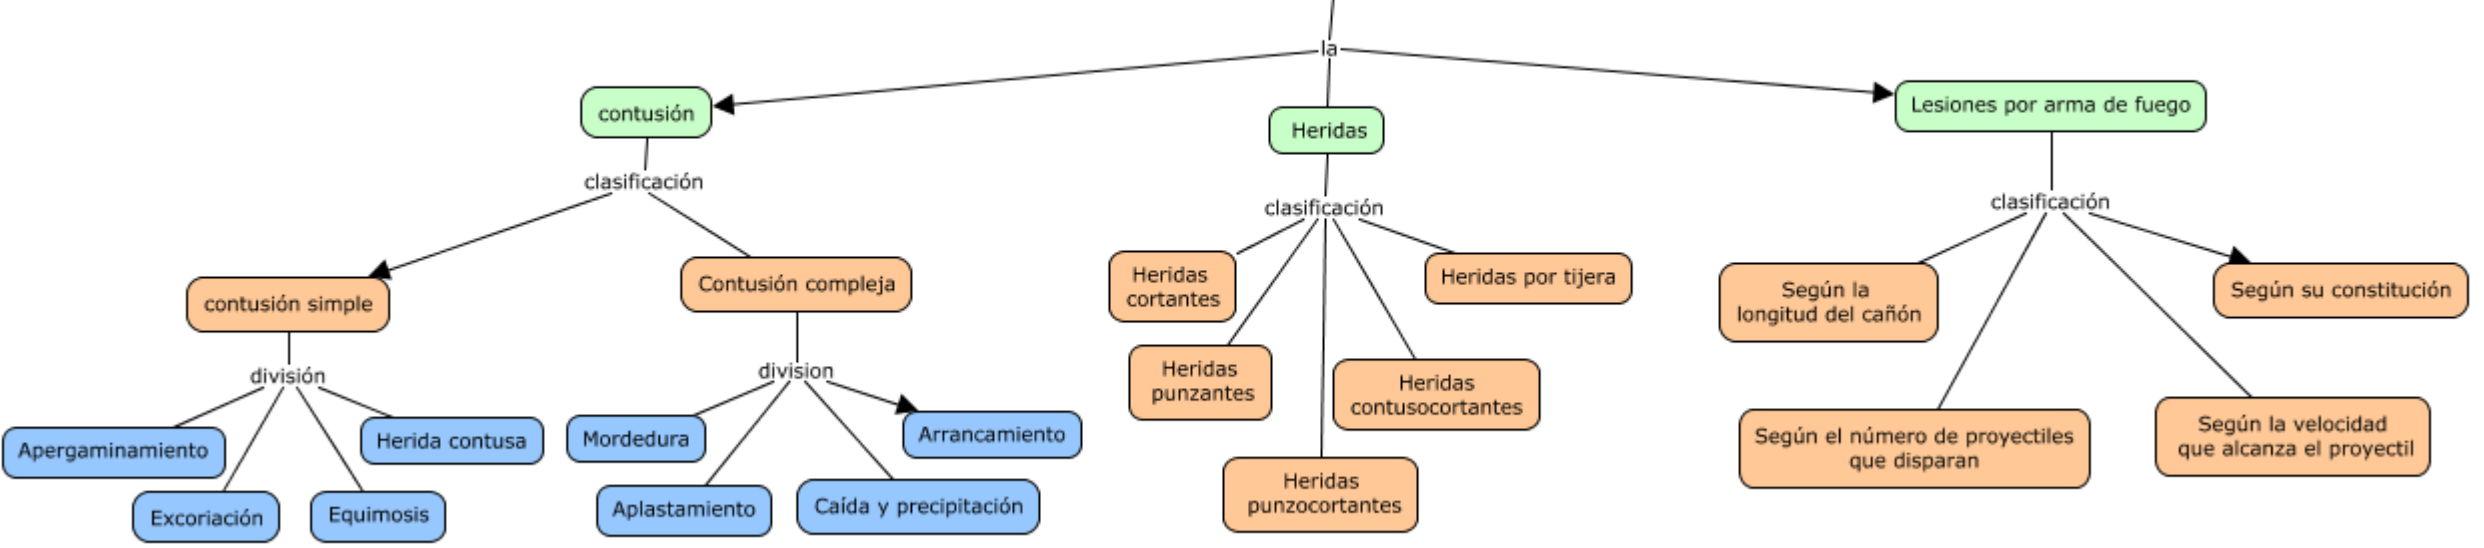 la
contusión
Heridas
Lesiones por arma de fuego
clasificación
clasificación
clasificación
contusión simple
Contusión compleja
Heridas
cortantes
Heridas por tijera
Según la
longitud del cañón
Según su constitución
división
division
Heridas
punzantes
Heridas
contusocortantes
Apergaminamiento
Herida contusa
Mordedura
Arrancamiento
Según el número de proyectiles
que disparan
Según la velocidad
que alcanza el proyectil
Excoriación
Equimosis
Aplastamiento
Caída y precipitación
Heridas
punzocortantes